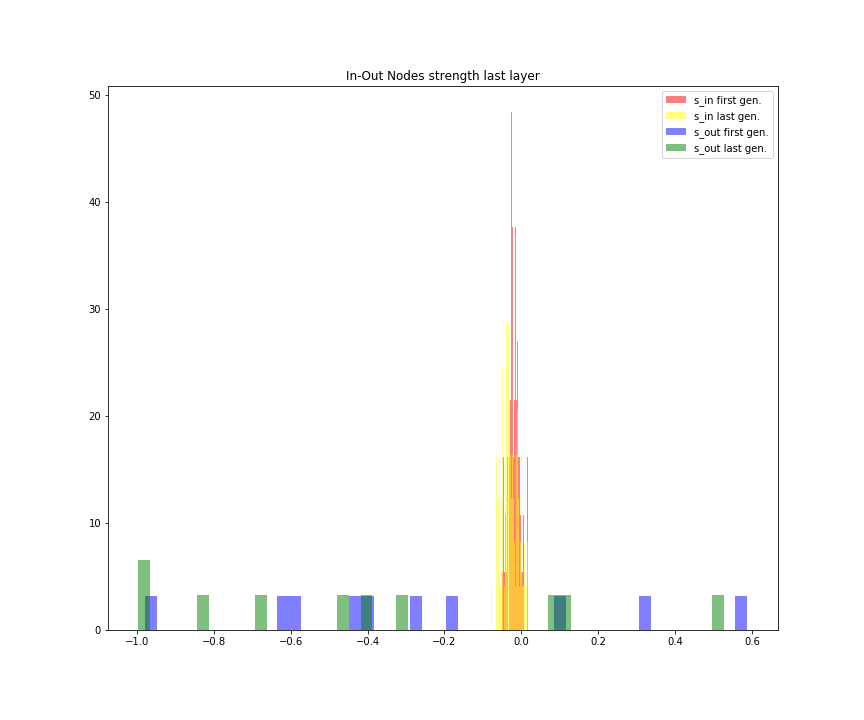 In-Out Nodes strength last layer
s_in first gen.
s_in last gen.
s_out first gen.
s_out last gen.
50
40
30
20
10
0
−1.0 −0.8 −0.6 −0.4 −0.2 0.0 0.2 0.4 0.6